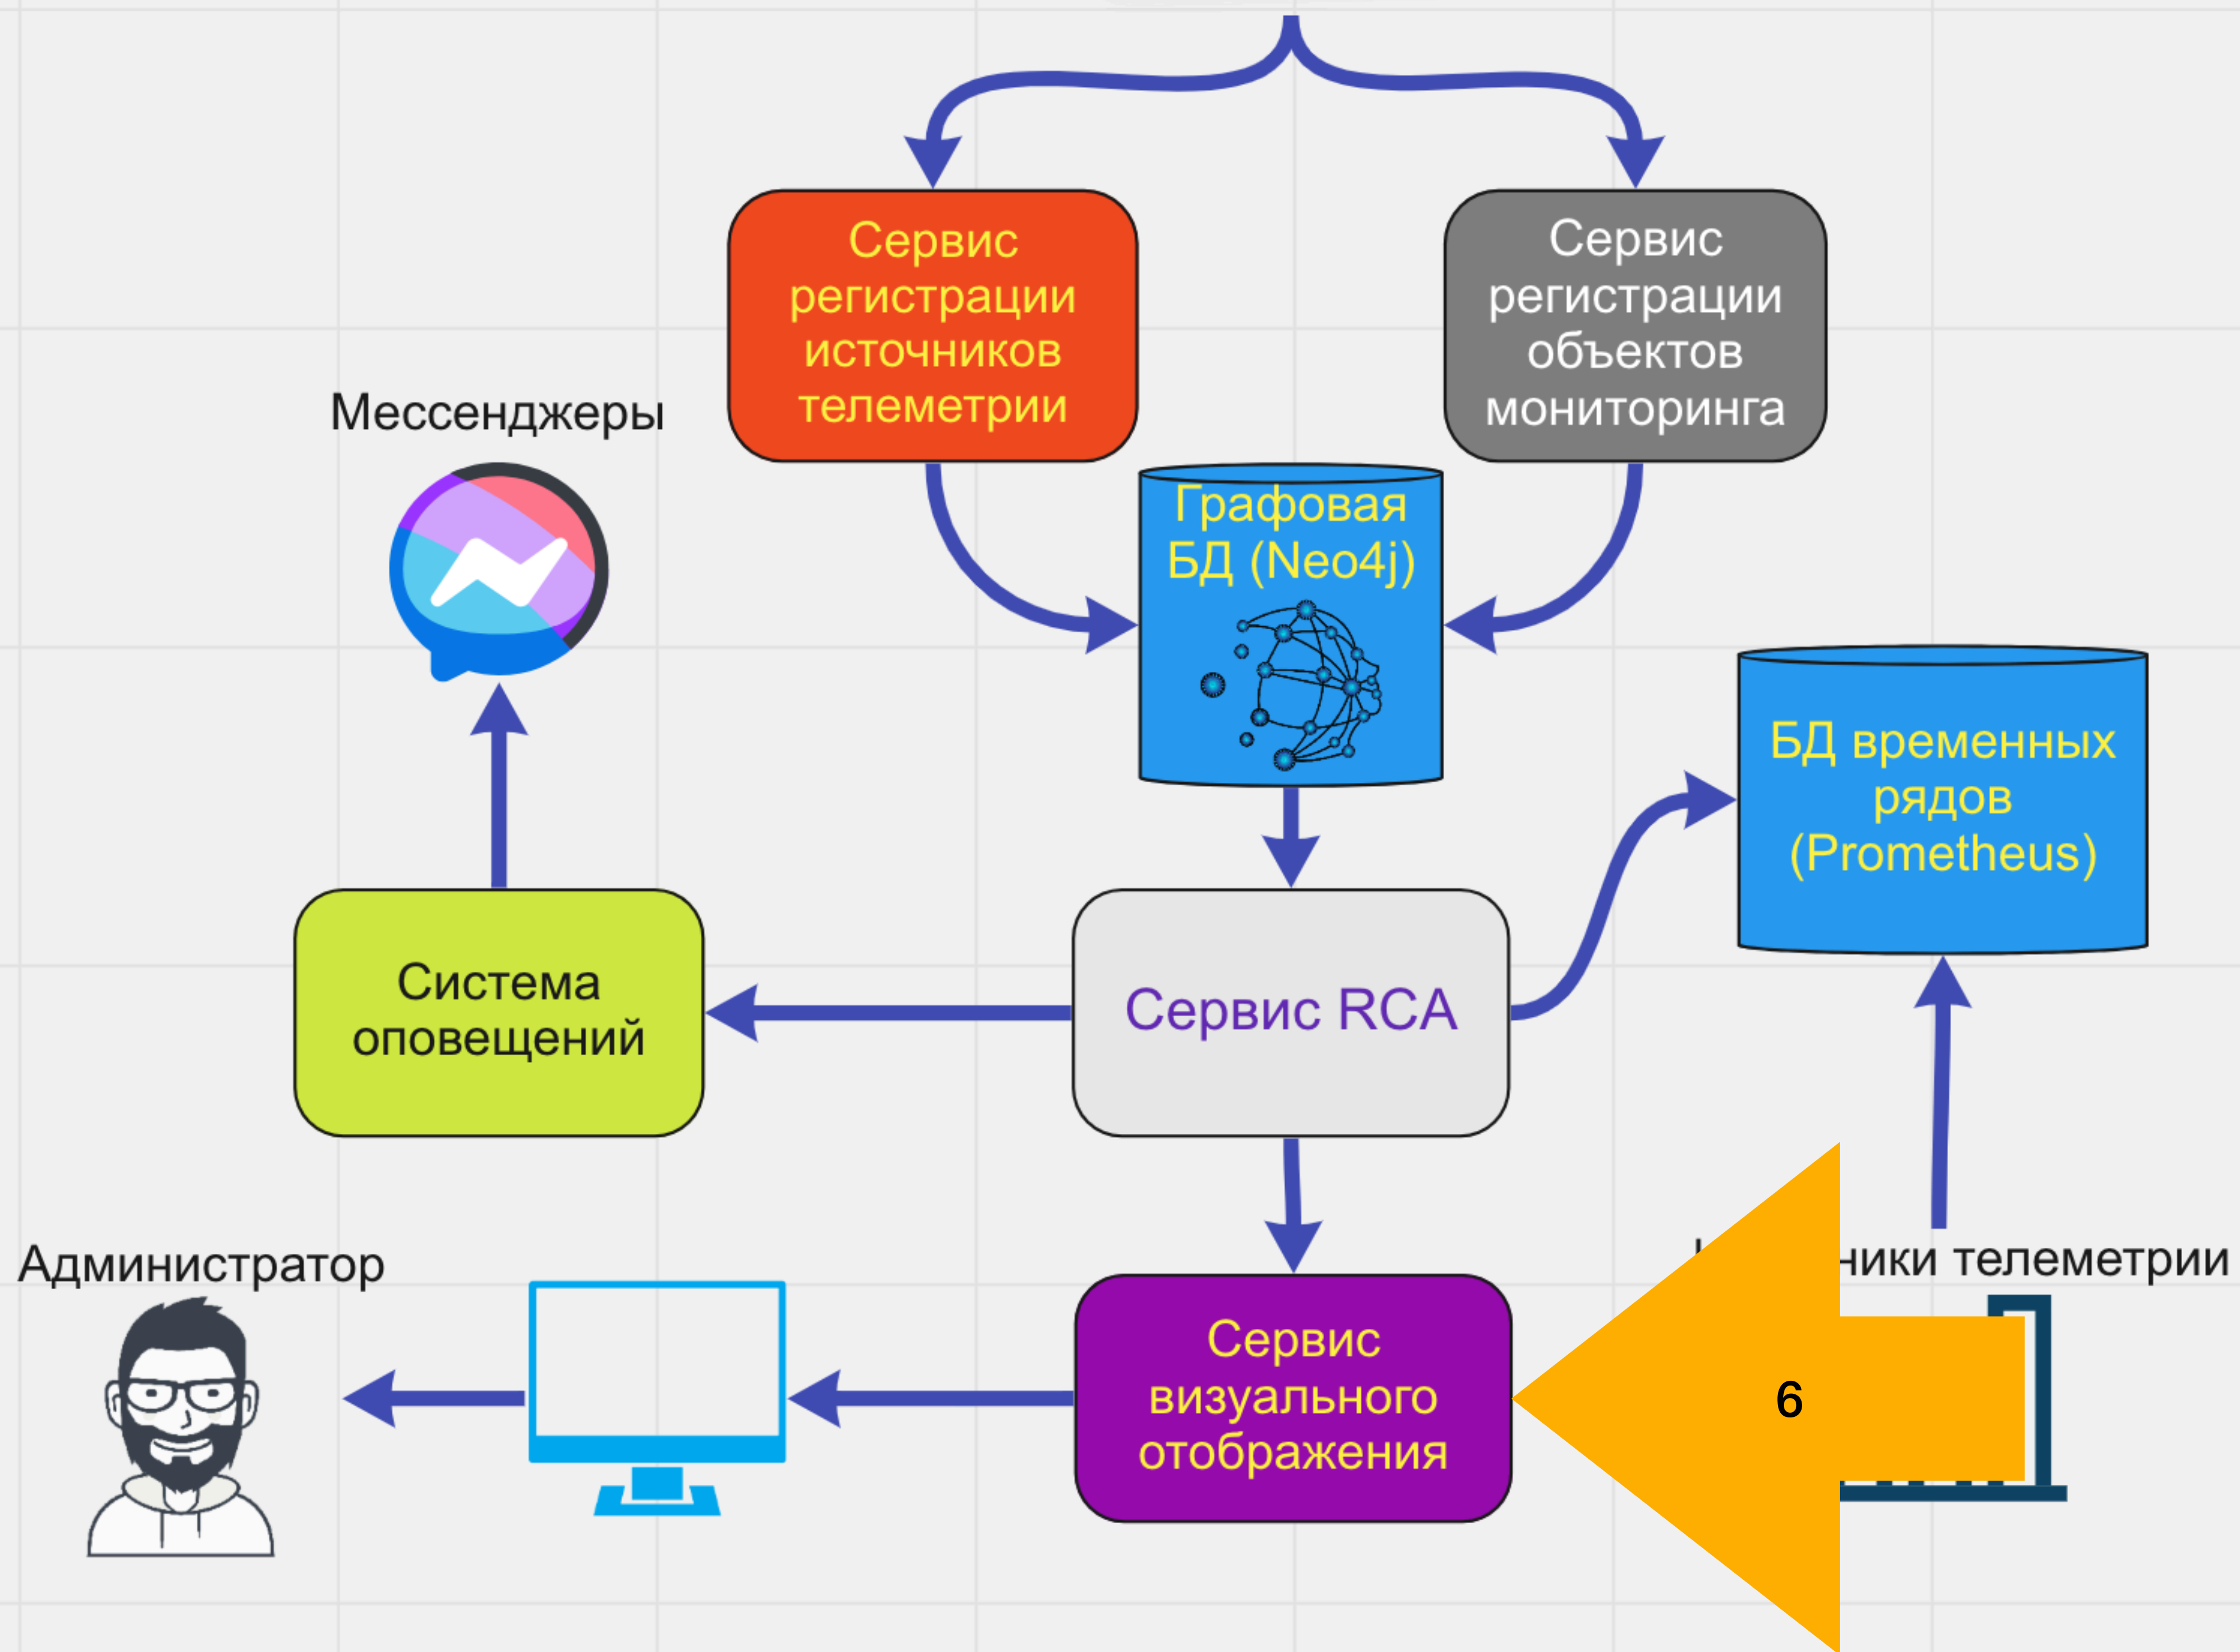 Сервис
регистрации
источников
телеметрии
Сервис
регистрации
объектов
мониторинга
Мессенджеры
Графовая
БД (Neo4j)
БД временных
рядов
(Prometheus)
Система
оповещений
Сервис RCA
Администратор
телеметрии
Сервис
визуального
отображения
6